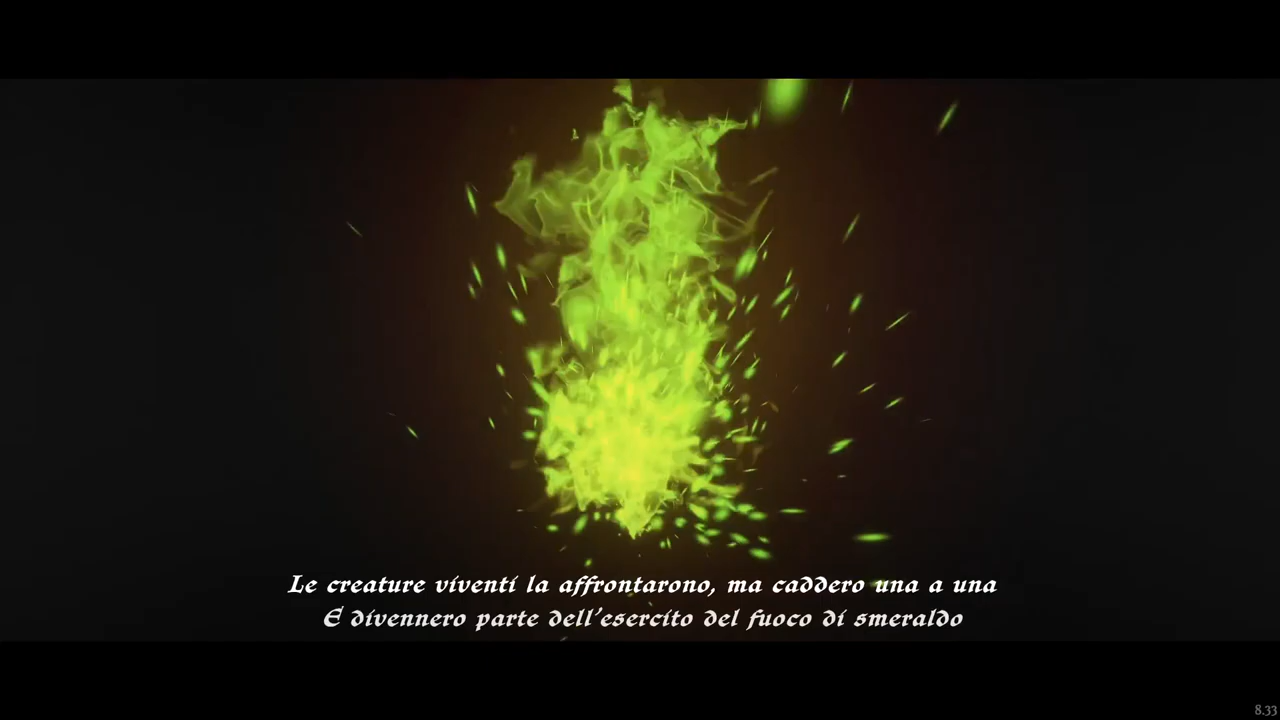 Le creature viventi la affrontarono, ma caddero una a una
E divennero parte dell'esercito del fuoco di smeraldo
8.33